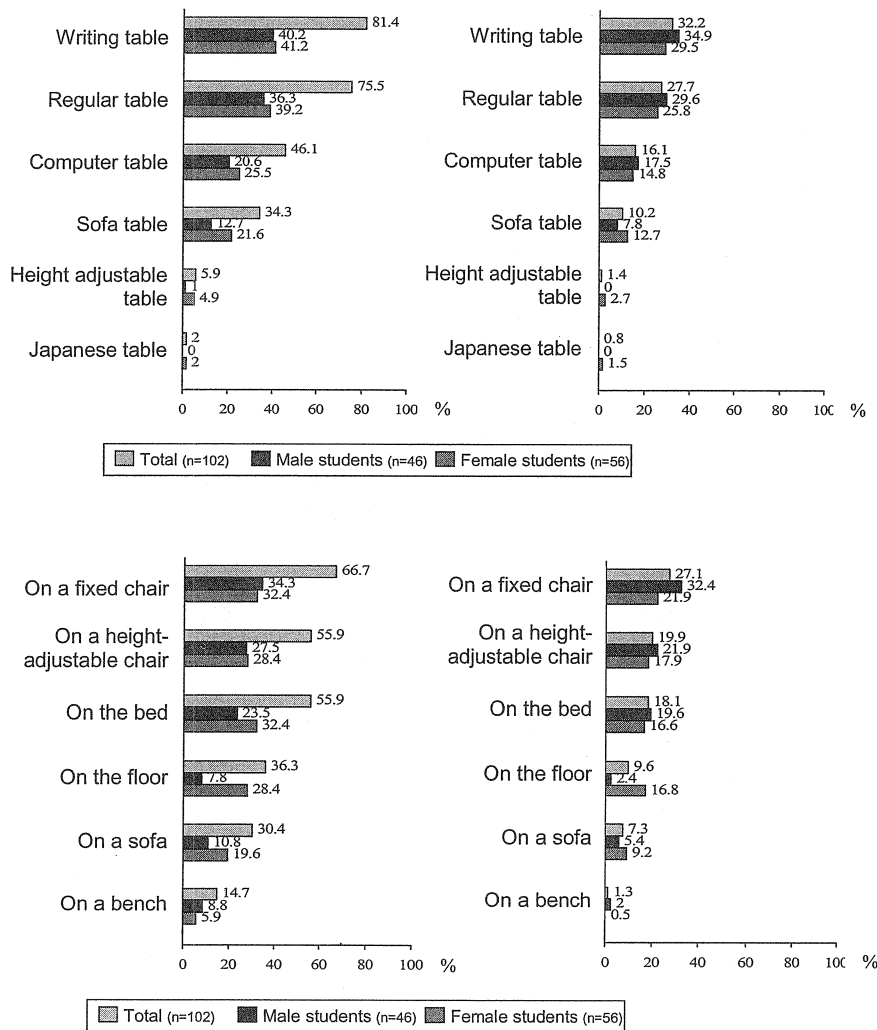 Writing table
81.4
40.2
41.2
Regular table
75.5
36.3
39.2
Computer table
46.1
20.6
25.5
Sofa table
34.3
12.7
21.6
Height adjustable
table
5.9
1
4.9
Japanese table
2
0
2
0 20 40 60 80 100 %
Writing table
32.2
34.9
29.5
Regular table
27.7
29.6
25.8
Computer table
16.1
17.5
14.8
Sofa table
10.2
7.8
12.7
Height adjustable
table
1.4
0
2.7
Japanese table
0.8
0
1.5
0 20 40 60 80 100 %
Total (n=102) Male students (n=46) Female students (n=56)
On a fixed chair
66.7
34.3
32.4
On a height-
adjustable chair
55.9
27.5
28.4
On the bed
55.9
23.5
32.4
On the floor
36.3
7.8
28.4
On a sofa
30.4
10.8
19.6
On a bench
14.7
8.8
5.9
0 20 40 60 80 100 %
On a fixed chair
27.1
32.4
21.9
On a height-
adjustable chair
19.9
21.9
17.9
On the bed
18.1
19.6
16.6
On the floor
9.6
2.4
16.8
On a sofa
7.3
5.4
9.2
On a bench
1.3
2
0.5
0 20 40 60 80 100 %
Total (n=102) Male students (n=46) Female students (n=56)